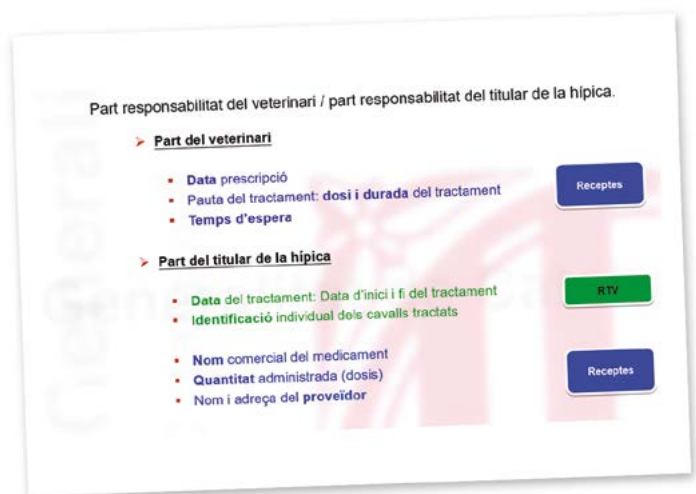 Part responsabilitat del veterinari / part responsabilitat del titular de la hípica.
Part del veterinari
Data prescripció
Pauta del tractament: dosi i durada del tractament
Temps d'espera
Receptes
Part del titular de la hípica
Data del tractament: Data d'inici i fi del tractament
Identificació individual dels cavalls tractats
RTV
Nom comercial del medicament
Quantitat administrada (dosis)
Nom i adreça del proveïdor
Receptes